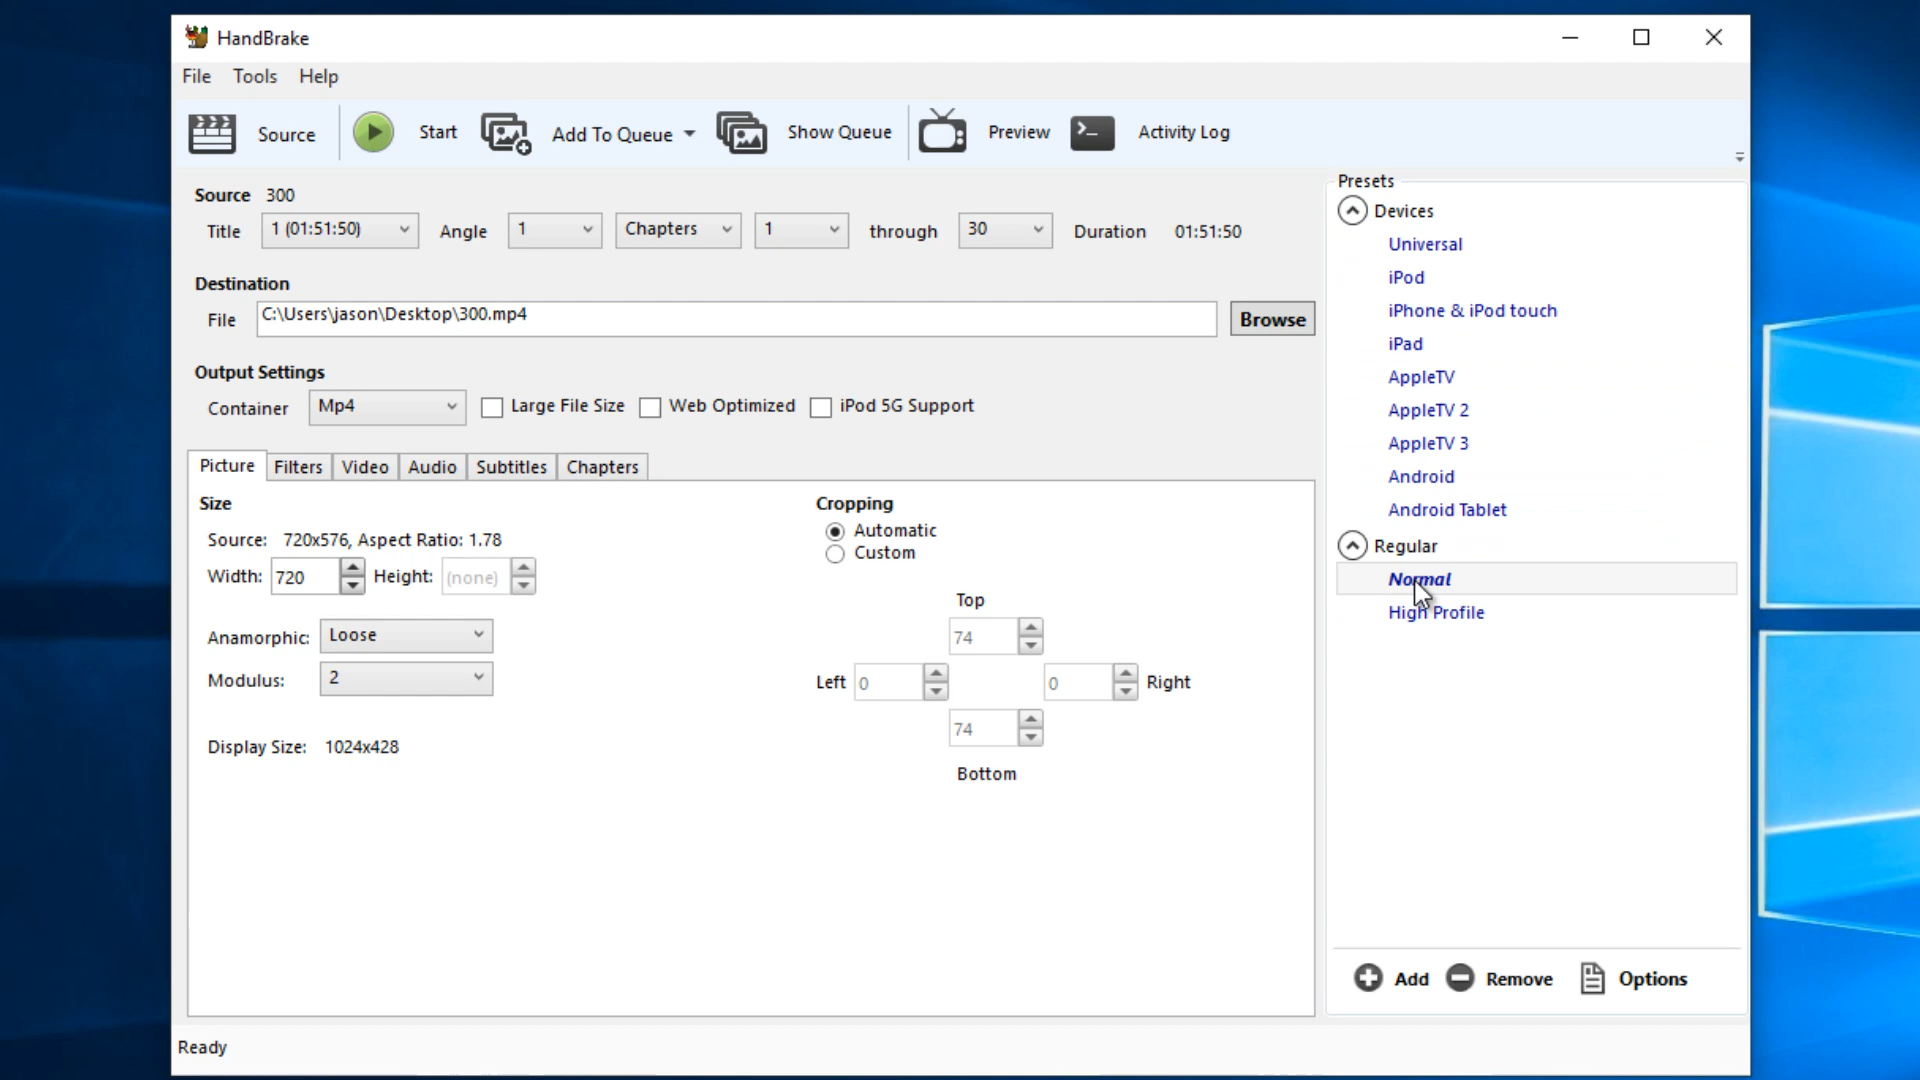 HandBrake
File Tools Help
Source Start Add To Queue Show Queue Preview Activity Log
Source 300
Title 1 (01:51:50) Angle 1 Chapters 1 through 30 Duration 01:51:50
Destination
File C:\Users\jason\Desktop\300.mp4 Browse
Output Settings
Container Mp4 Large File Size Web Optimized iPod 5G Support
Picture Filters Video Audio Subtitles Chapters
Size
Source: 720x576, Aspect Ratio: 1.78
Width: 720 Height: (none)
Anamorphic: Loose
Modulus: 2
Display Size: 1024x428
Cropping
Automatic
Custom
Top
74
Left 0 0 Right
74
Bottom
Presets
Devices
Universal
iPod
iPhone & iPod touch
iPad
AppleTV
AppleTV 2
AppleTV 3
Android
Android Tablet
Regular
Normal
High Profile
Add Remove Options
Ready